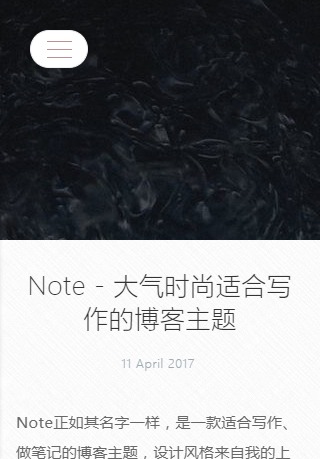 Note - 大气时尚适合写
作的博客主题
11 April 2017
Note正如其名字一样，是一款适合写作、
做笔记的博客主题，设计风格来自我的上